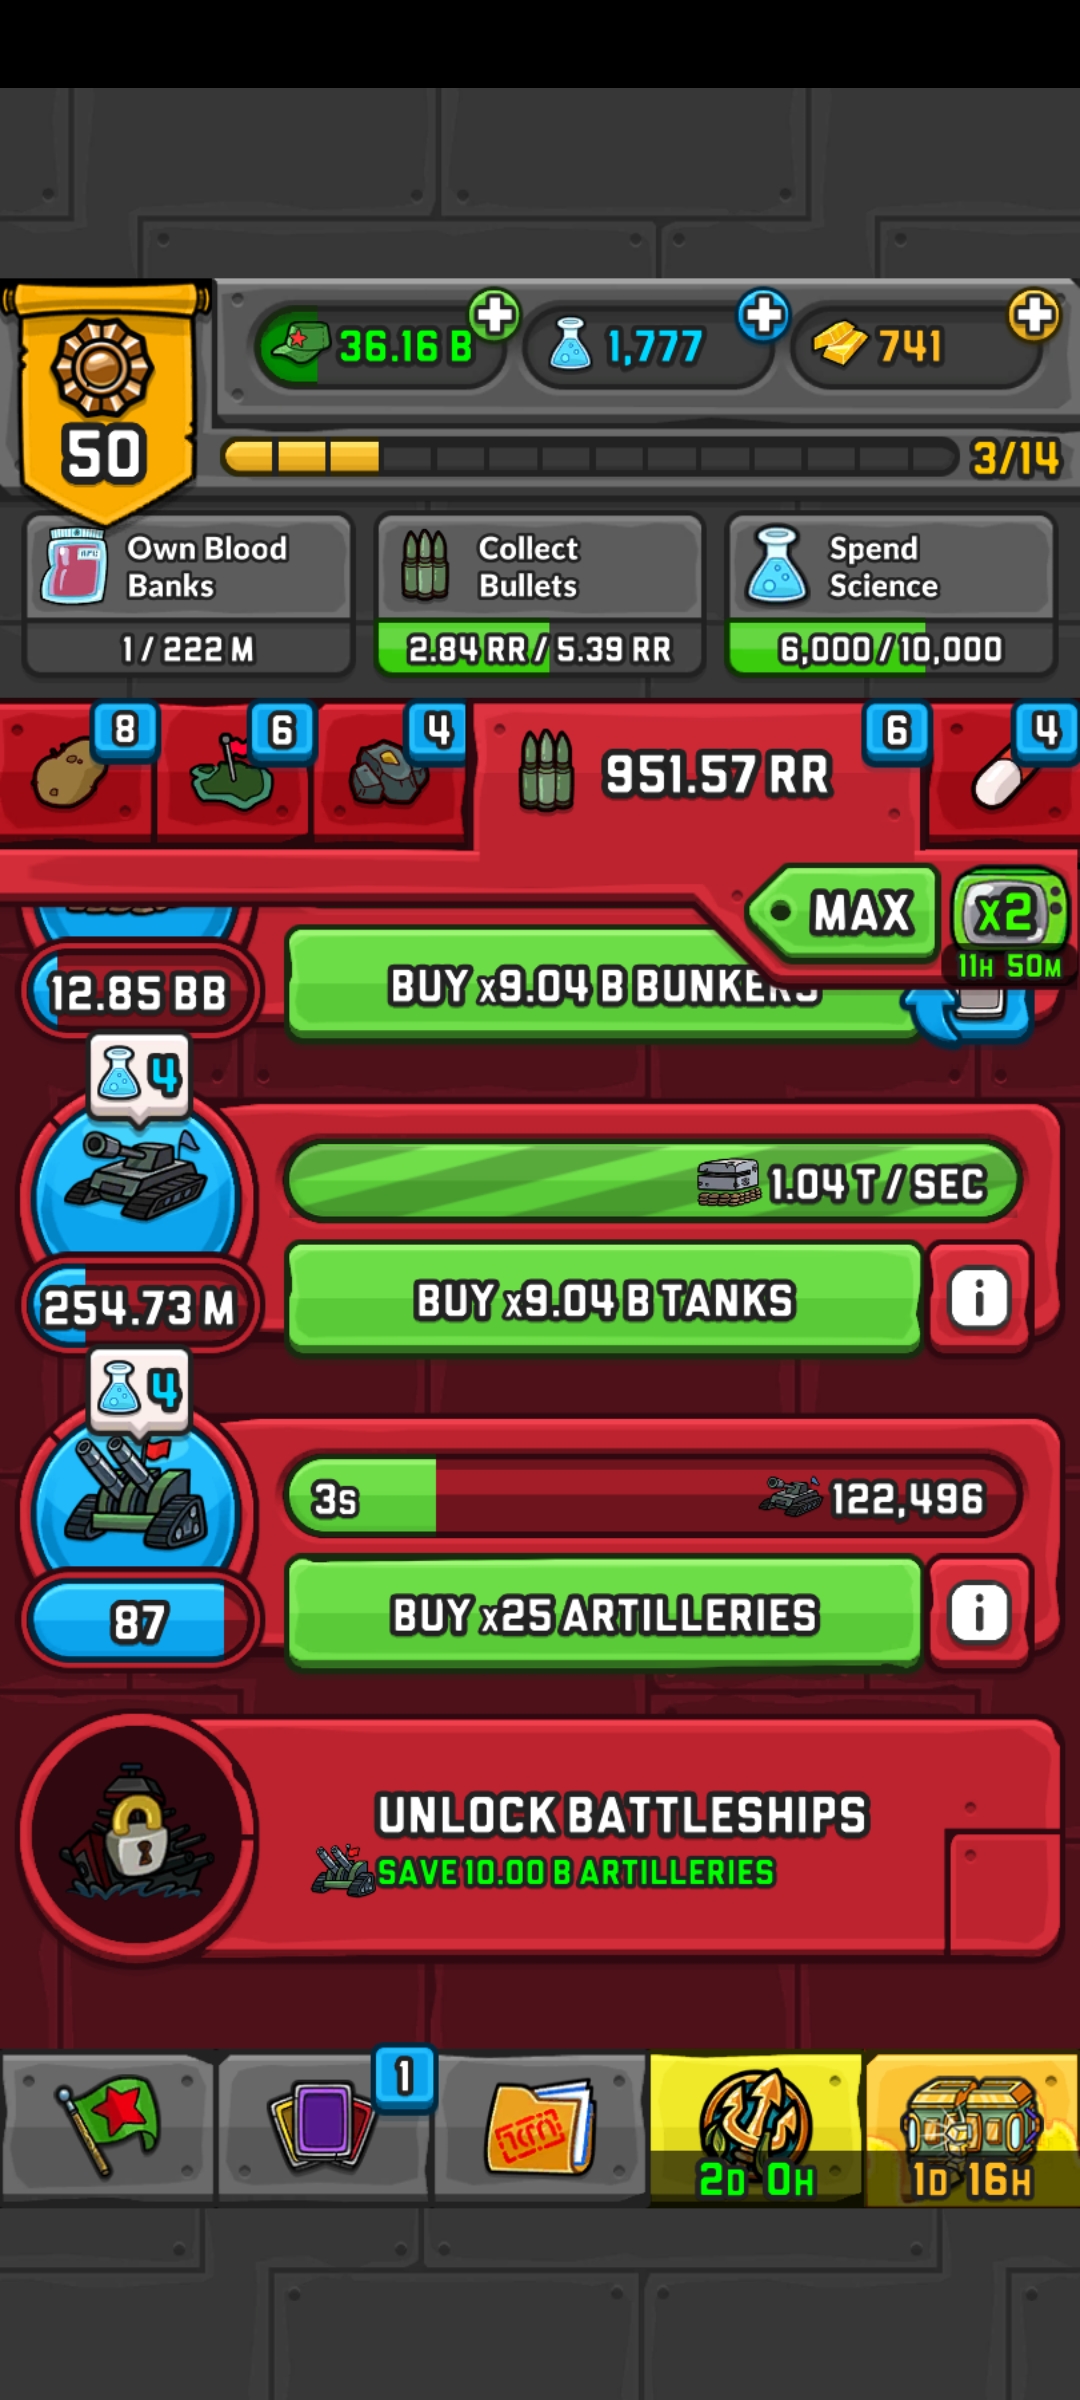 36.16 B
1,777
741
50
3/14
Own Blood
Banks
1 / 222 M
Collect
Bullets
2.84 RR / 5.39 RR
Spend
Science
6,000 / 10,000
8
6
4
951.57 RR
6
4
MAX
x2
11H 50M
12.85 BB
BUY x9.04 B BUNKERS
4
1.04 T / SEC
254.73 M
BUY x9.04 B TANKS
i
4
3s
122,496
87
BUY x25 ARTILLERIES
i
UNLOCK BATTLESHIPS
SAVE 10.00 B ARTILLERIES
1
2D 0H
1D 16H